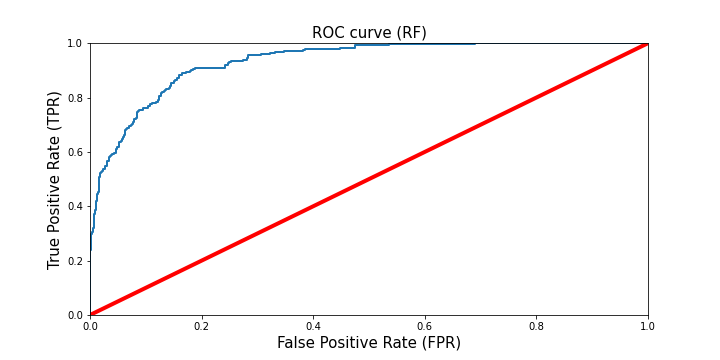 ROC curve (RF)
True Positive Rate (TPR)
1.0
0.8
0.6
0.4
0.2
0.0
0.0 0.2 0.4 0.6 0.8 1.0
False Positive Rate (FPR)